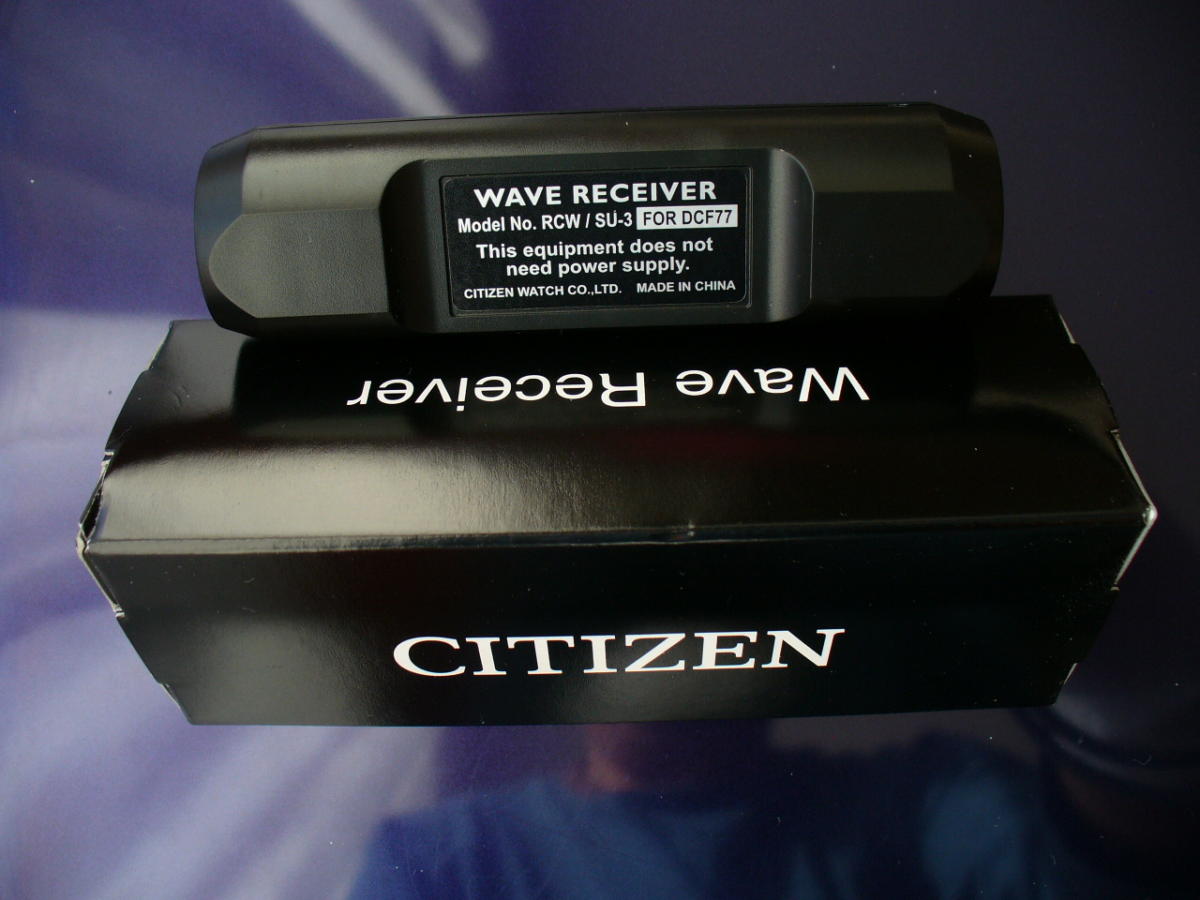 WAVE RECEIVER
Model No. RCW / SU-3 FOR DCF77
This equipment does not
need power supply.
CITIZEN WATCH CO.,LTD. MADE IN CHINA
Wave Receiver
CITIZEN